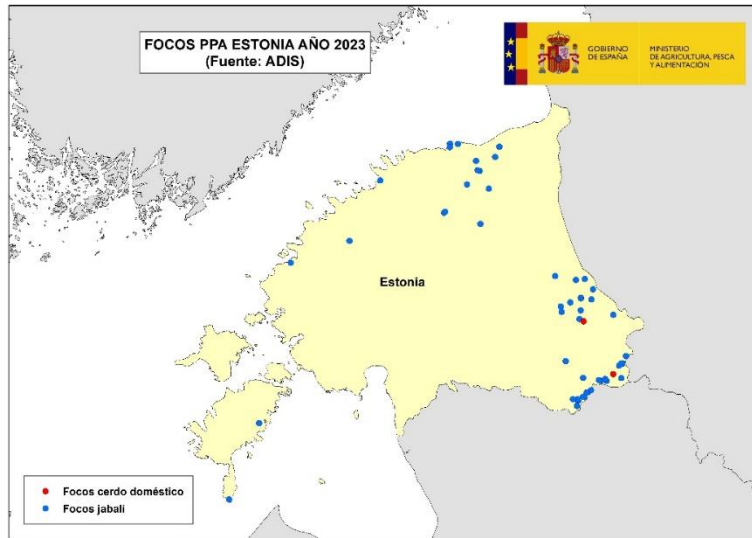 FOCOS PPA ESTONIA AÑO 2023
(Fuente: ADIS)
GOBIERNO
DE ESPAÑA
MINISTERIO
DE AGRICULTURA, PESCA
Y ALIMENTACIÓN
Estonia
Focos cerdo doméstico
Focos jabalí